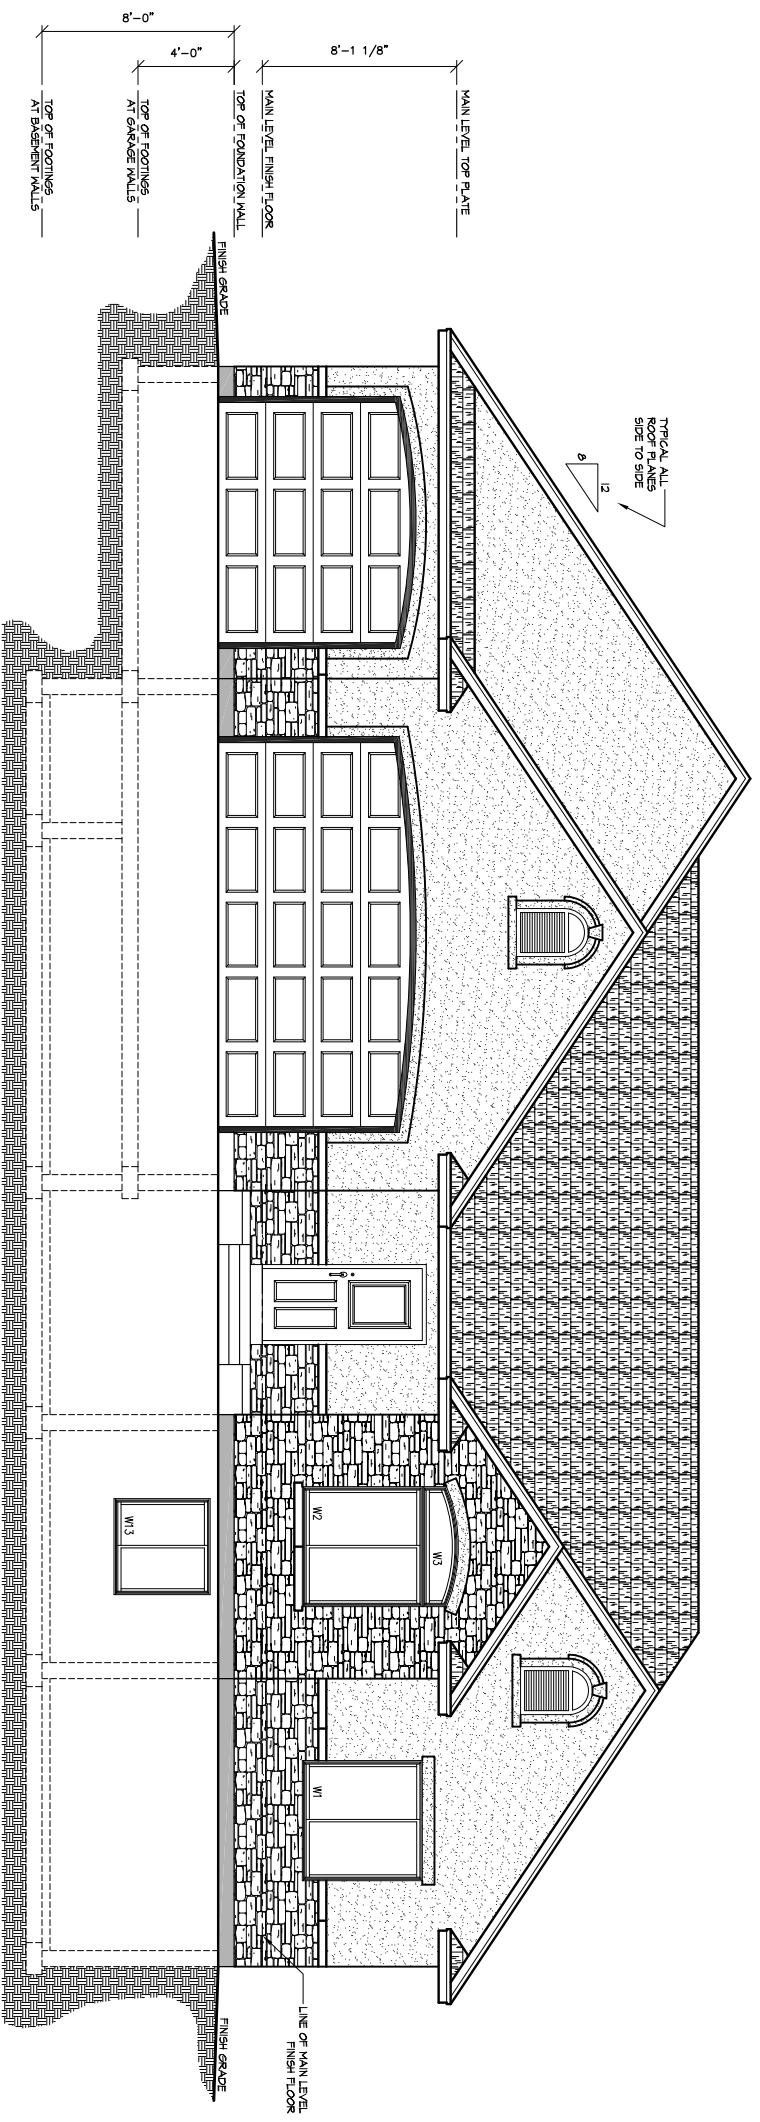 TYPICAL ALL
ROOF PLANES
SIDE TO SIDE
12
8
MAIN LEVEL TOP PLATE
8'-1 1/8"
MAIN LEVEL FINISH FLOOR
TOP OF FOUNDATION WALL
4'-0"
8'-0"
TOP OF FOOTINGS
AT GARAGE WALLS
TOP OF FOOTINGS
AT BASEMENT WALLS
FINISH GRADE
W3
W2
W1
W13
LINE OF MAIN LEVEL
FINISH FLOOR
FINISH GRADE